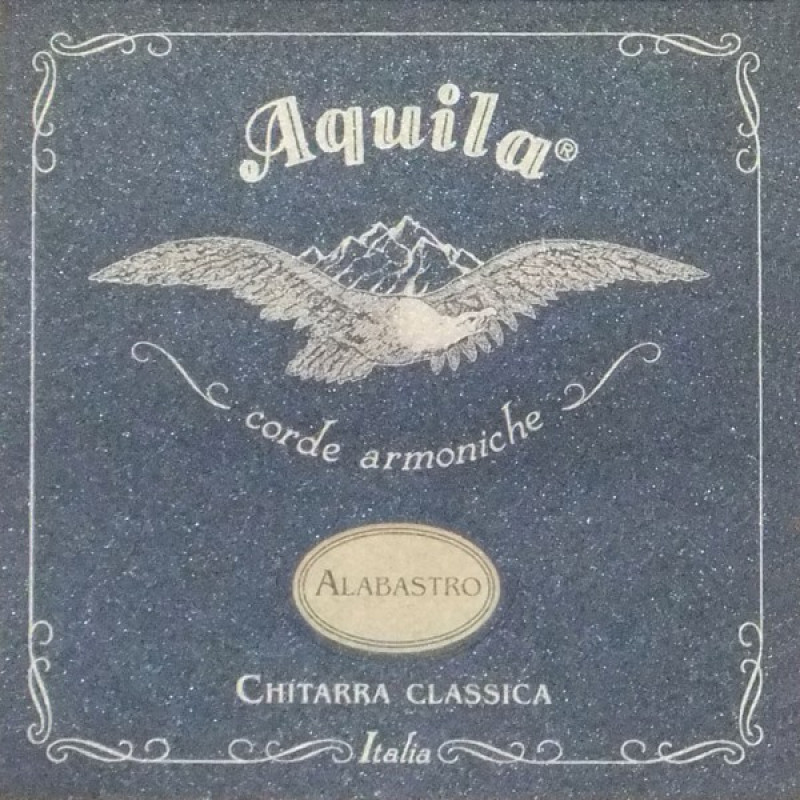 Aquila®
corde armoniche
ALABASTRO
CHITARRA CLASSICA
Italia